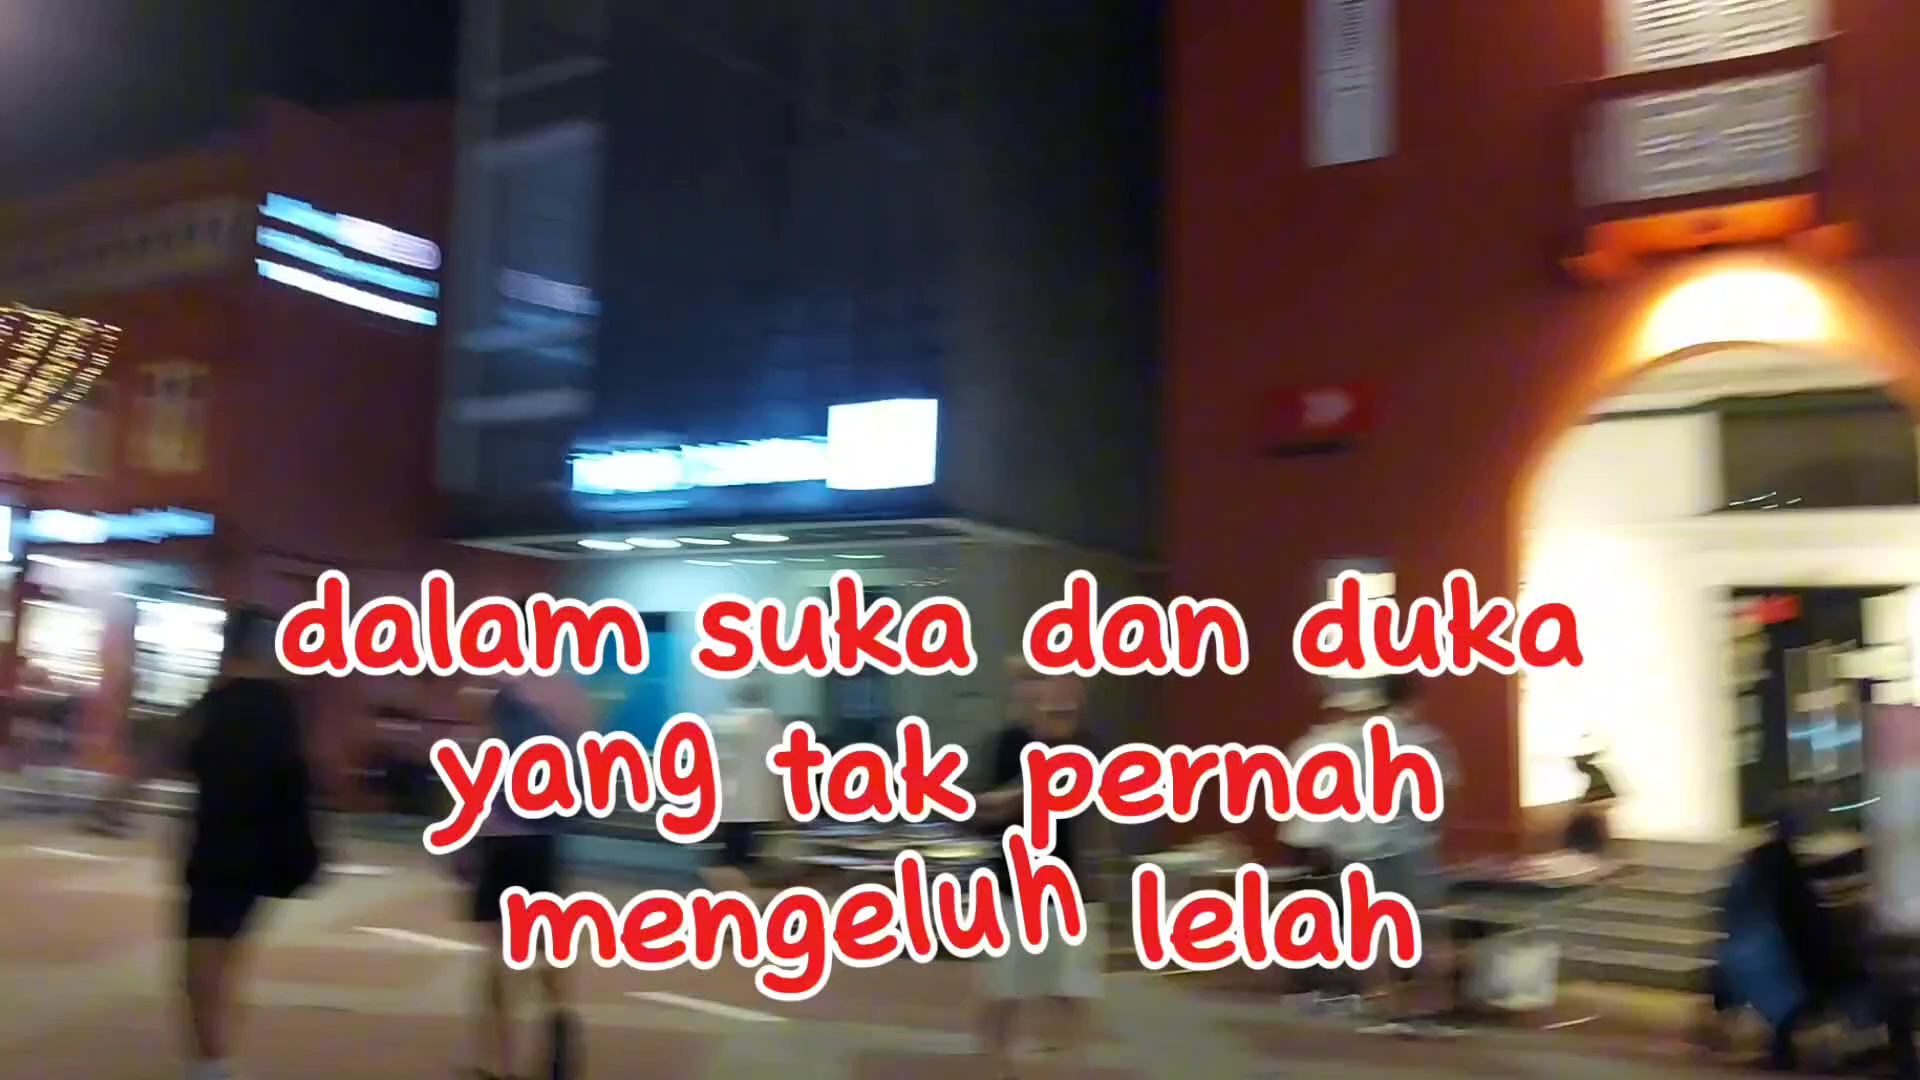 dalam suka dan duka
yang tak pernah
mengeluh lelah